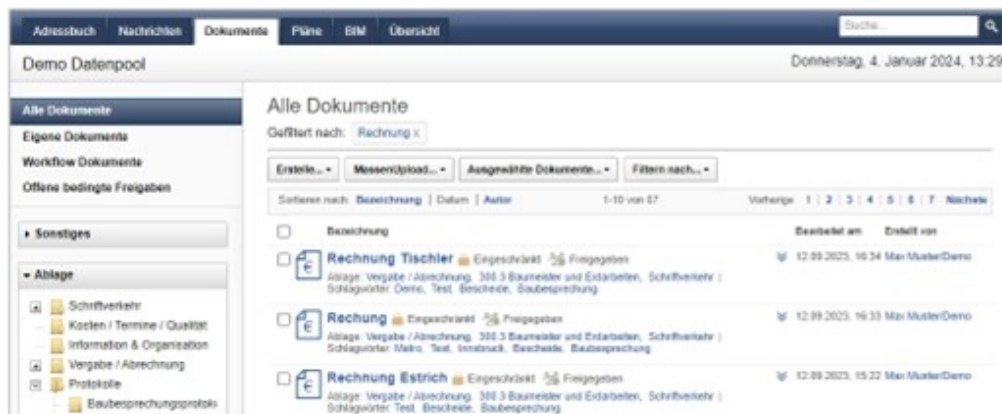 Adressbuch Nachrichten Dokumente Pläne BIM Übersicht Suche...
Demo Datenpool Donnerstag, 4. Januar 2024, 13:29
Alle Dokumente
Eigene Dokumente
Workflow Dokumente
Offene bedingte Freigaben
Sonstiges
Ablage
Schriftverkehr
Kosten / Termine / Qualität
Information & Organisation
Vergabe / Abrechnung
Protokolle
Baubesprechungsprotoko
Alle Dokumente
Gefiltert nach: Rechnung x
Erstelle... MassenUpload... Ausgewählte Dokumente... Filtern nach...
Sortieren nach: Bezeichnung | Datum | Autor 1-10 von 67 Vorherige 1 | 2 | 3 | 4 | 5 | 6 | 7 Nächste
Bezeichnung Bearbeitet am Erstellt von
Rechnung Tischler Eingeschränkt Freigegeben 12.09.2023, 16:34 Max Muster/Demo
Ablage: Vergabe / Abrechnung, 300.3 Baumeister und Erdarbeiten, Schriftverkehr |
Schlagwörter: Demo, Test, Bescheide, Baubesprechung
Rechung Eingeschränkt Freigegeben 12.09.2023, 16:33 Max Muster/Demo
Ablage: Vergabe / Abrechnung, 300.3 Baumeister und Erdarbeiten, Schriftverkehr |
Schlagwörter: Test, Innsbruck, Bescheide, Baubesprechung
Rechnung Estrich Eingeschränkt Freigegeben 12.09.2023, 15:22 Max Muster/Demo
Ablage: Vergabe / Abrechnung, 300.3 Baumeister und Erdarbeiten, Schriftverkehr |
Schlagwörter: Test, Bescheide, Baubesprechung